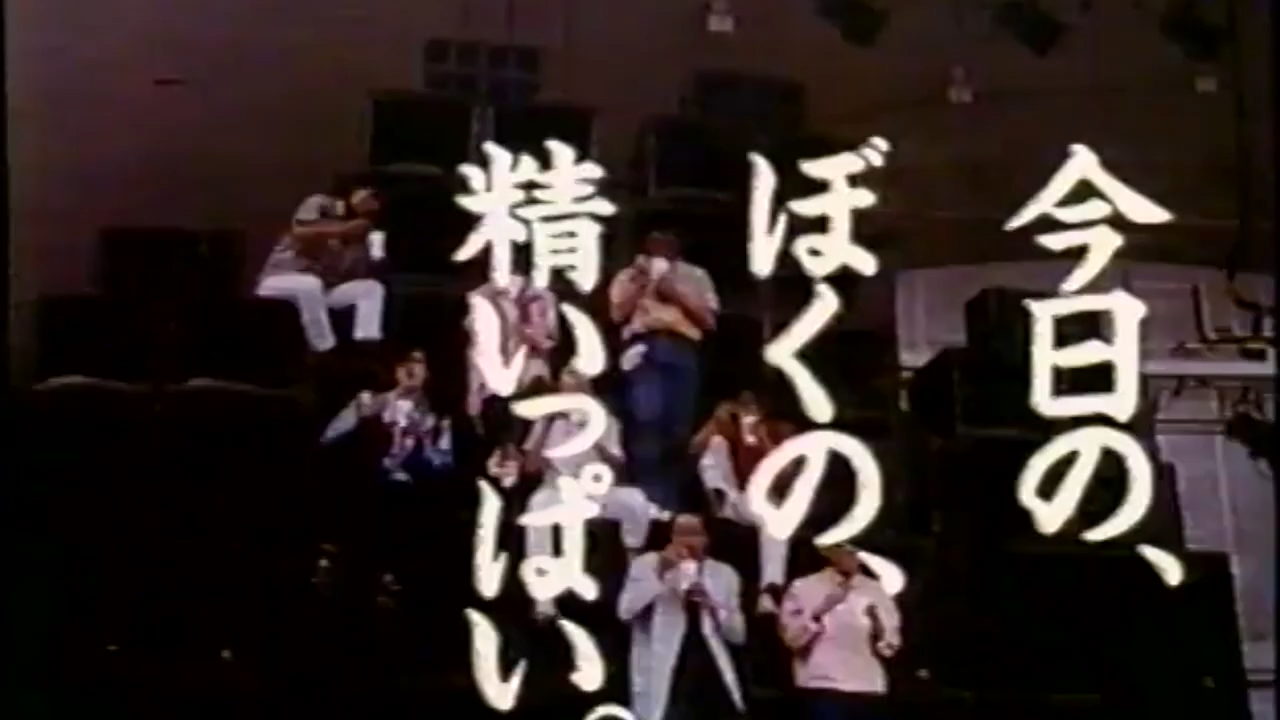 今日の、
ぼくの、
精いっぱい。